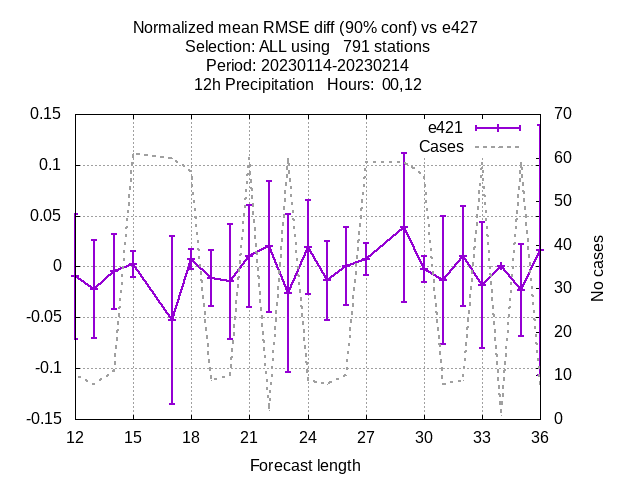 Normalized mean RMSE diff (90% conf) vs e427
Selection: ALL using   791 stations
Period: 20230114-20230214
12h Precipitation   Hours:  00,12
0.15
0.1
0.05
0
-0.05
-0.1
-0.15
e421
Cases
70
60
50
40
30
20
10
0
No cases
12 15 18 21 24 27 30 33 36
Forecast length